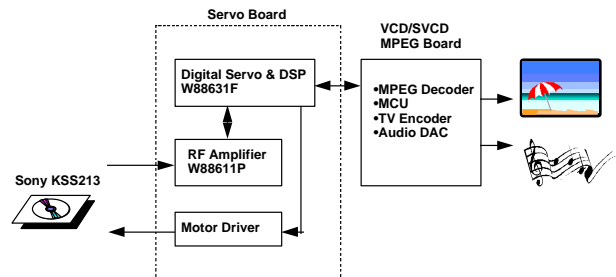 Servo Board
VCD/SVCD
MPEG Board
Digital Servo & DSP
W88631F
•MPEG Decoder
•MCU
•TV Encoder
•Audio DAC
RF Amplifier
W88611P
Sony KSS213
Motor Driver